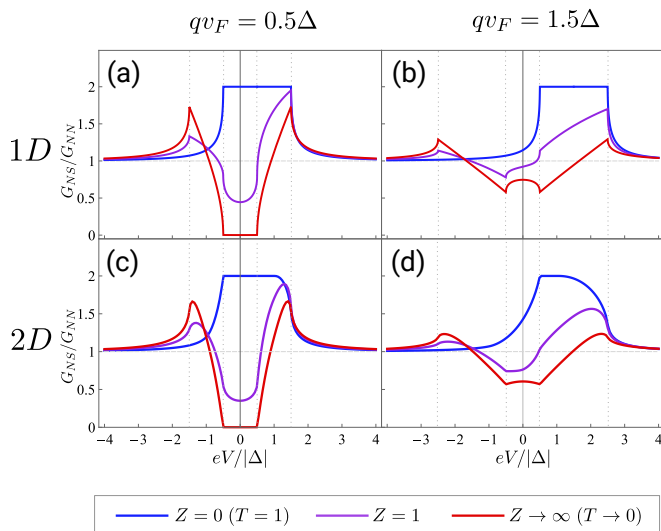 qv_F = 0.5Δ qv_F = 1.5Δ
(a) (b)
1D
G_NS/G_NN
2
1.5
1
0.5
0
(c) (d)
2D
G_NS/G_NN
2
1.5
1
0.5
0
-4 -3 -2 -1 0 1 2 3 4 -4 -3 -2 -1 0 1 2 3 4
eV/|Δ| eV/|Δ|
Z = 0 (T = 1) Z = 1 Z → ∞ (T → 0)